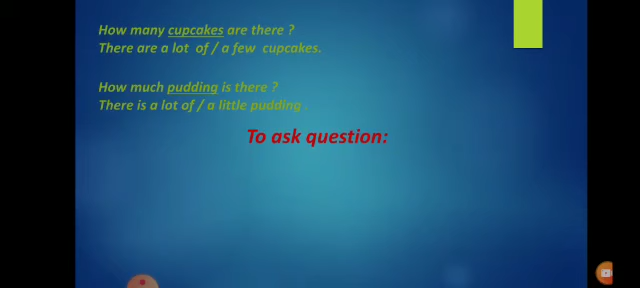 How many cupcakes are there ?
There are a lot of / a few cupcakes.
How much pudding is there ?
There is a lot of / a little pudding .
To ask question: